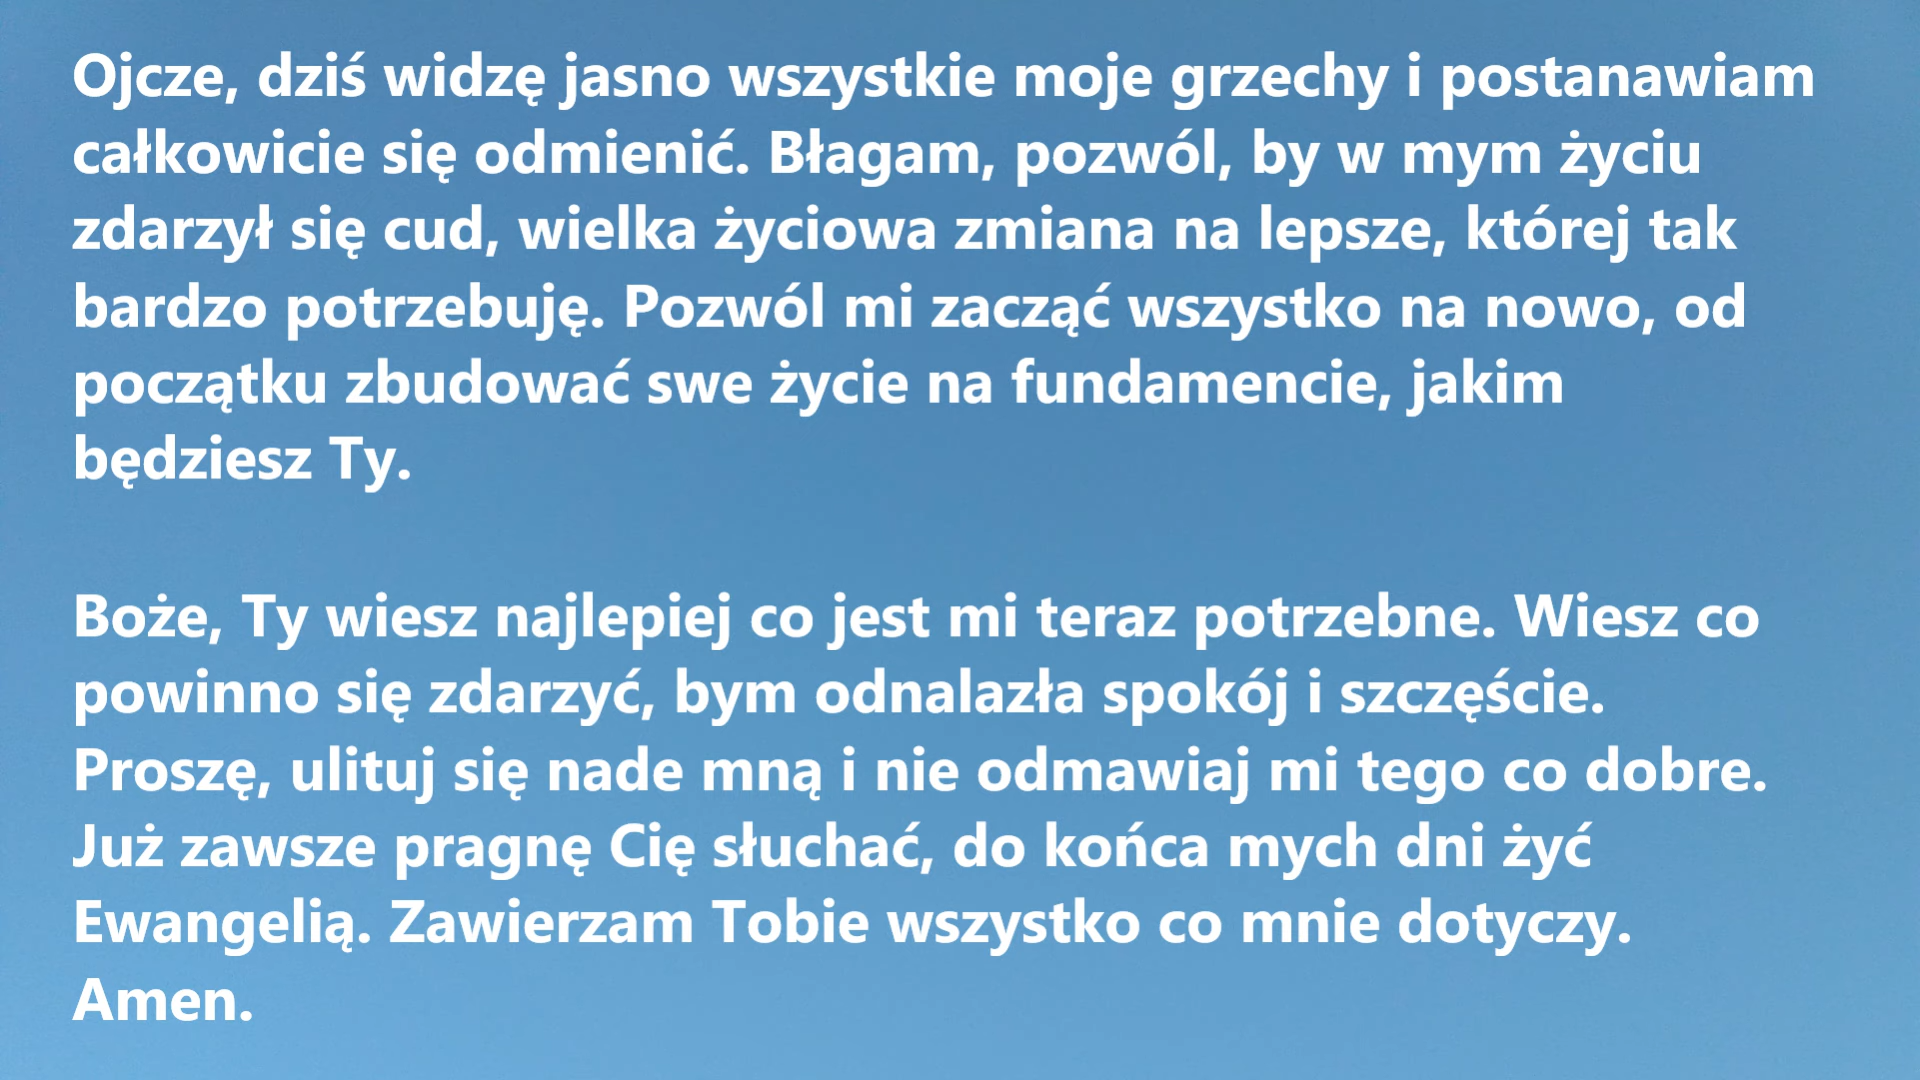 Ojcze, dziś widzę jasno wszystkie moje grzechy i postanawiam
całkowicie się odmienić. Błagam, pozwól, by w mym życiu
zdarzył się cud, wielka życiowa zmiana na lepsze, której tak
bardzo potrzebuję. Pozwól mi zacząć wszystko na nowo, od
początku zbudować swe życie na fundamencie, jakim
będziesz Ty.
Boże, Ty wiesz najlepiej co jest mi teraz potrzebne. Wiesz co
powinno się zdarzyć, bym odnalazła spokój i szczęście.
Proszę, ulituj się nade mną i nie odmawiaj mi tego co dobre.
Już zawsze pragnę Cię słuchać, do końca mych dni żyć
Ewangelią. Zawierzam Tobie wszystko co mnie dotyczy.
Amen.